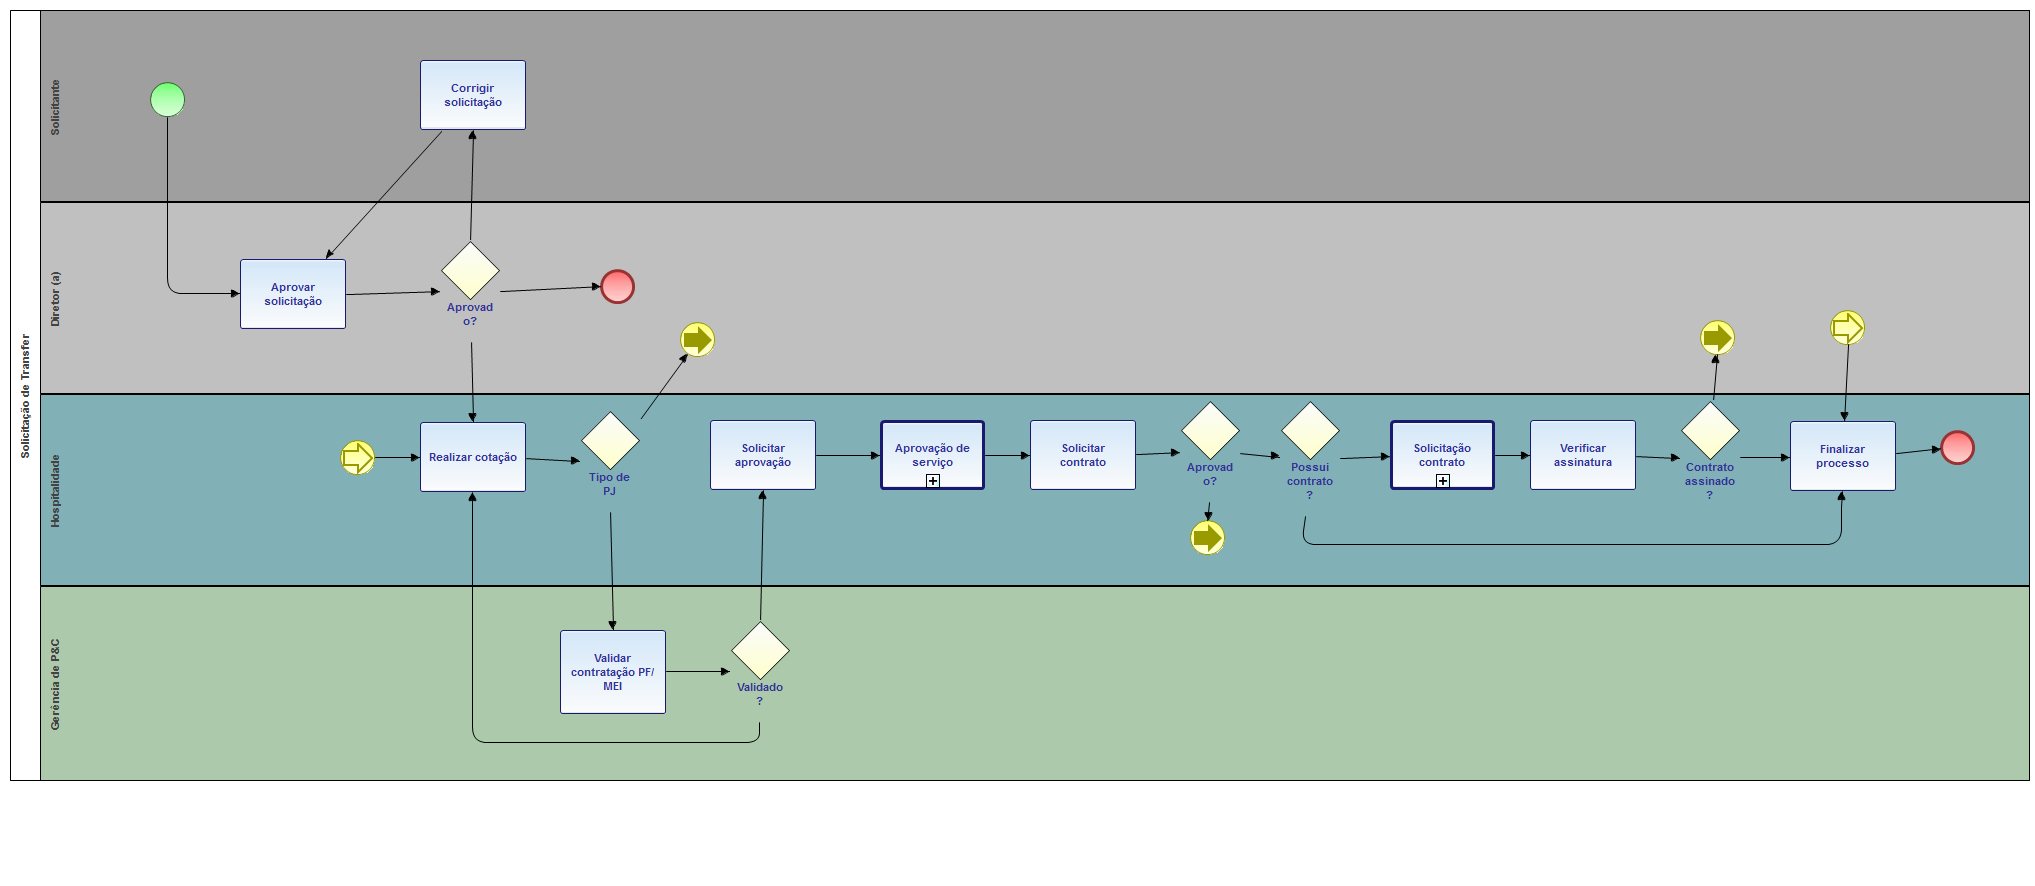 Solicitação de Transfer
Solicitante
Corrigir
solicitação
Diretor (a)
Aprovar
solicitação
Aprovad
o?
Hospitalidade
Realizar cotação
Tipo de
PJ
Solicitar
aprovação
Aprovação de
serviço
Solicitar
contrato
Aprovad
o?
Possui
contrato
?
Solicitação
contrato
Verificar
assinatura
Contrato
assinado
?
Finalizar
processo
Gerência de P&C
Validar
contratação PF/
MEI
Validado
?